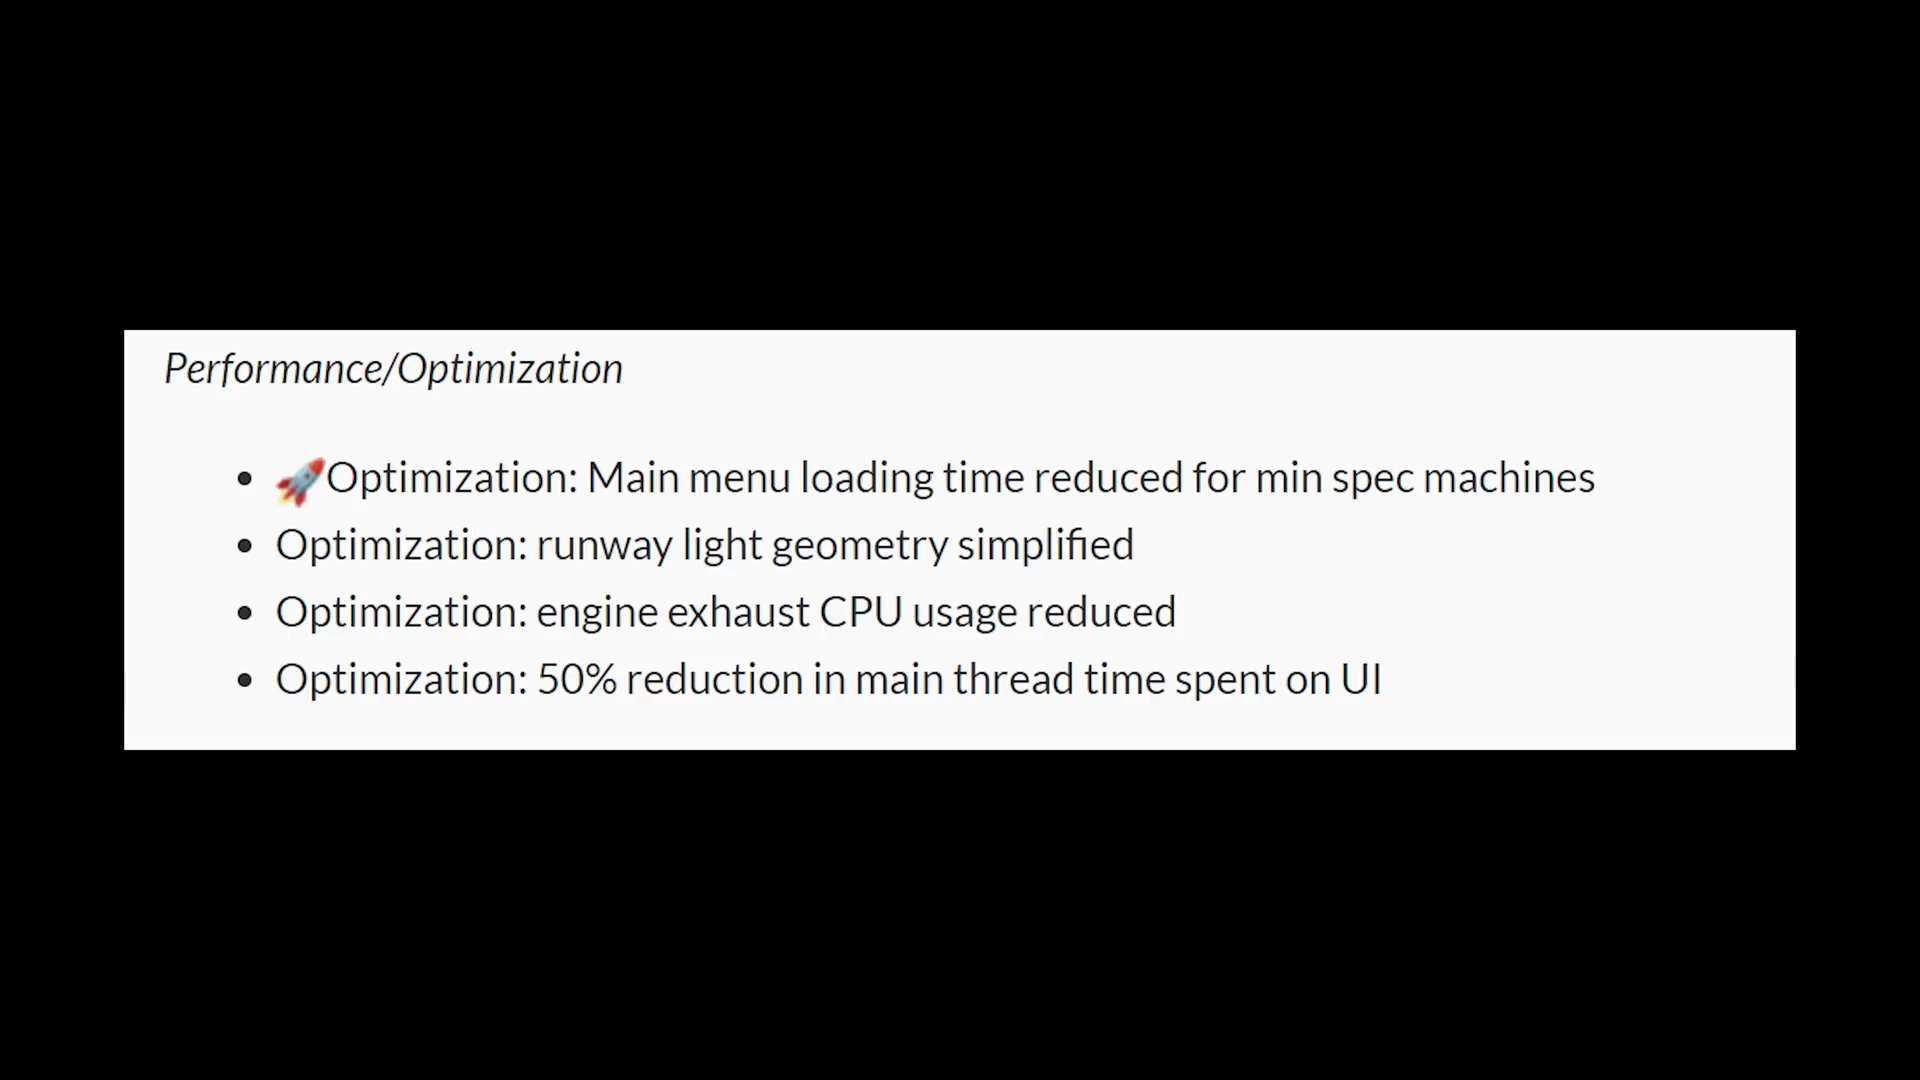 Performance/Optimization
• 🚀Optimization: Main menu loading time reduced for min spec machines
• Optimization: runway light geometry simplified
• Optimization: engine exhaust CPU usage reduced
• Optimization: 50% reduction in main thread time spent on UI